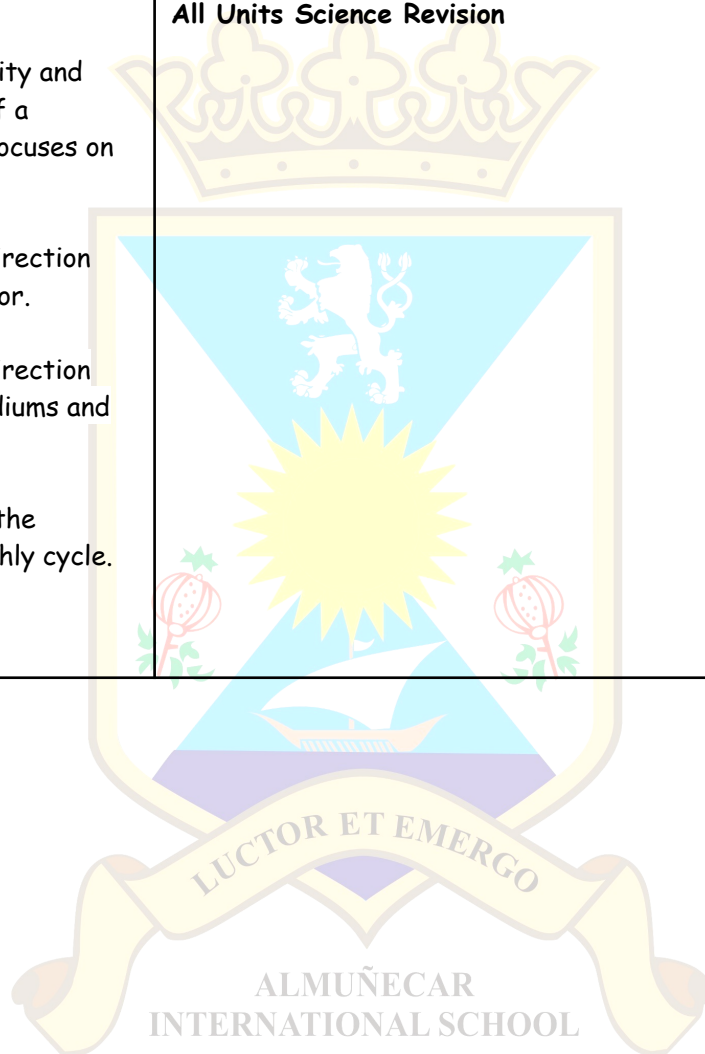 All Units Science Revision
ity and
f a
ocuses on
rection
or.
rection
diums and
the
hly cycle.
LUCTOR ET EMERGO
ALMUÑECAR
INTERNATIONAL SCHOOL